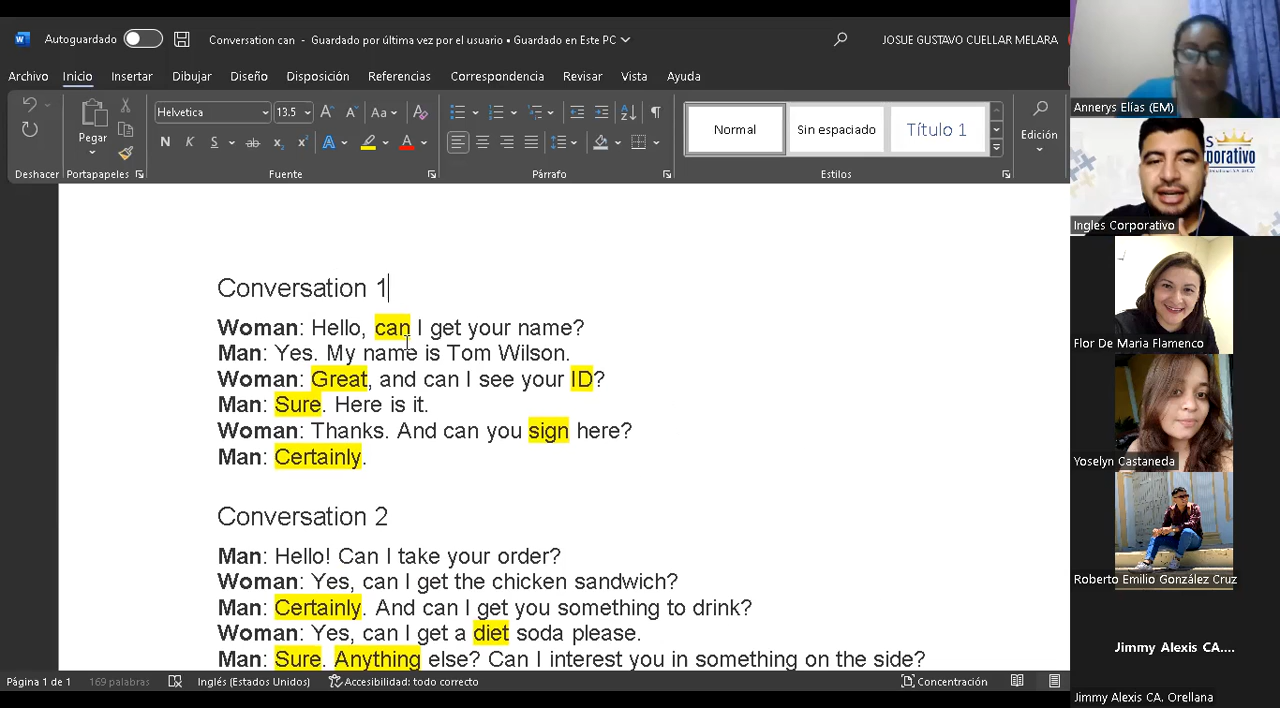 Autoguardado
Conversation can • Guardado por última vez por el usuario • Guardado en Este PC
JOSUE GUSTAVO CUELLAR MELARA
Archivo Inicio Insertar Dibujar Diseño Disposición Referencias Correspondencia Revisar Vista Ayuda
Helvetica 13.5
Pegar
Normal
Sin espaciado
Título 1
Edición
Deshacer Portapapeles Fuente Párrafo Estilos
Conversation 1
Woman: Hello, can I get your name?
Man: Yes. My name is Tom Wilson.
Woman: Great, and can I see your ID?
Man: Sure. Here is it.
Woman: Thanks. And can you sign here?
Man: Certainly.
Conversation 2
Man: Hello! Can I take your order?
Woman: Yes, can I get the chicken sandwich?
Man: Certainly. And can I get you something to drink?
Woman: Yes, can I get a diet soda please.
Man: Sure. Anything else? Can I interest you in something on the side?
Página 1 de 1 169 palabras Inglés (Estados Unidos) Accesibilidad: todo correcto Concentración
Annerys Elías (EM)
Ingles Corporativo
Flor De Maria Flamenco
Yoselyn Castaneda
Roberto Emilio González Cruz
Jimmy Alexis CA....
Jimmy Alexis CA. Orellana